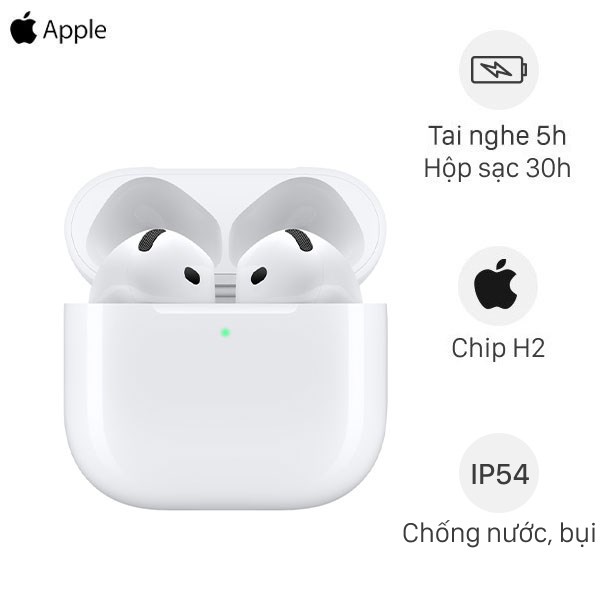 Apple
Tai nghe 5h
Hộp sạc 30h
Chip H2
IP54
Chống nước, bụi